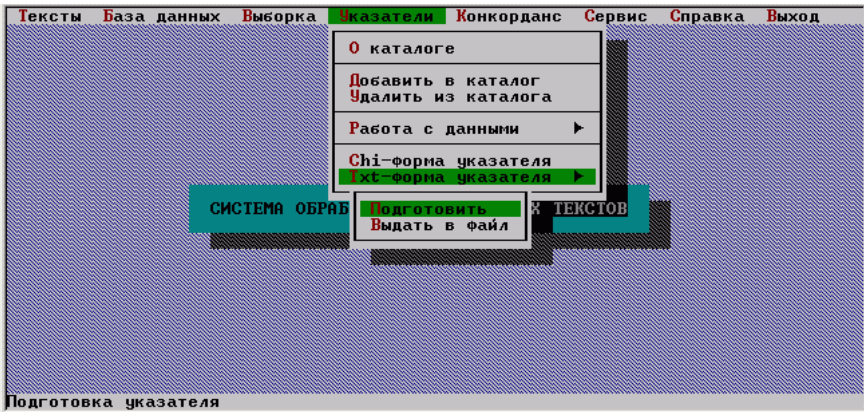 Тексты База данных Выборка Указатели Конкорданс Сервис Справка Выход
О каталоге
Добавить в каталог
Удалить из каталога
Работа с данными
Chi-форма указателя
Txt-форма указателя
СИСТЕМА ОБРАБ Х ТЕКСТОВ
Подготовить
Выдать в файл
Подготовка указателя